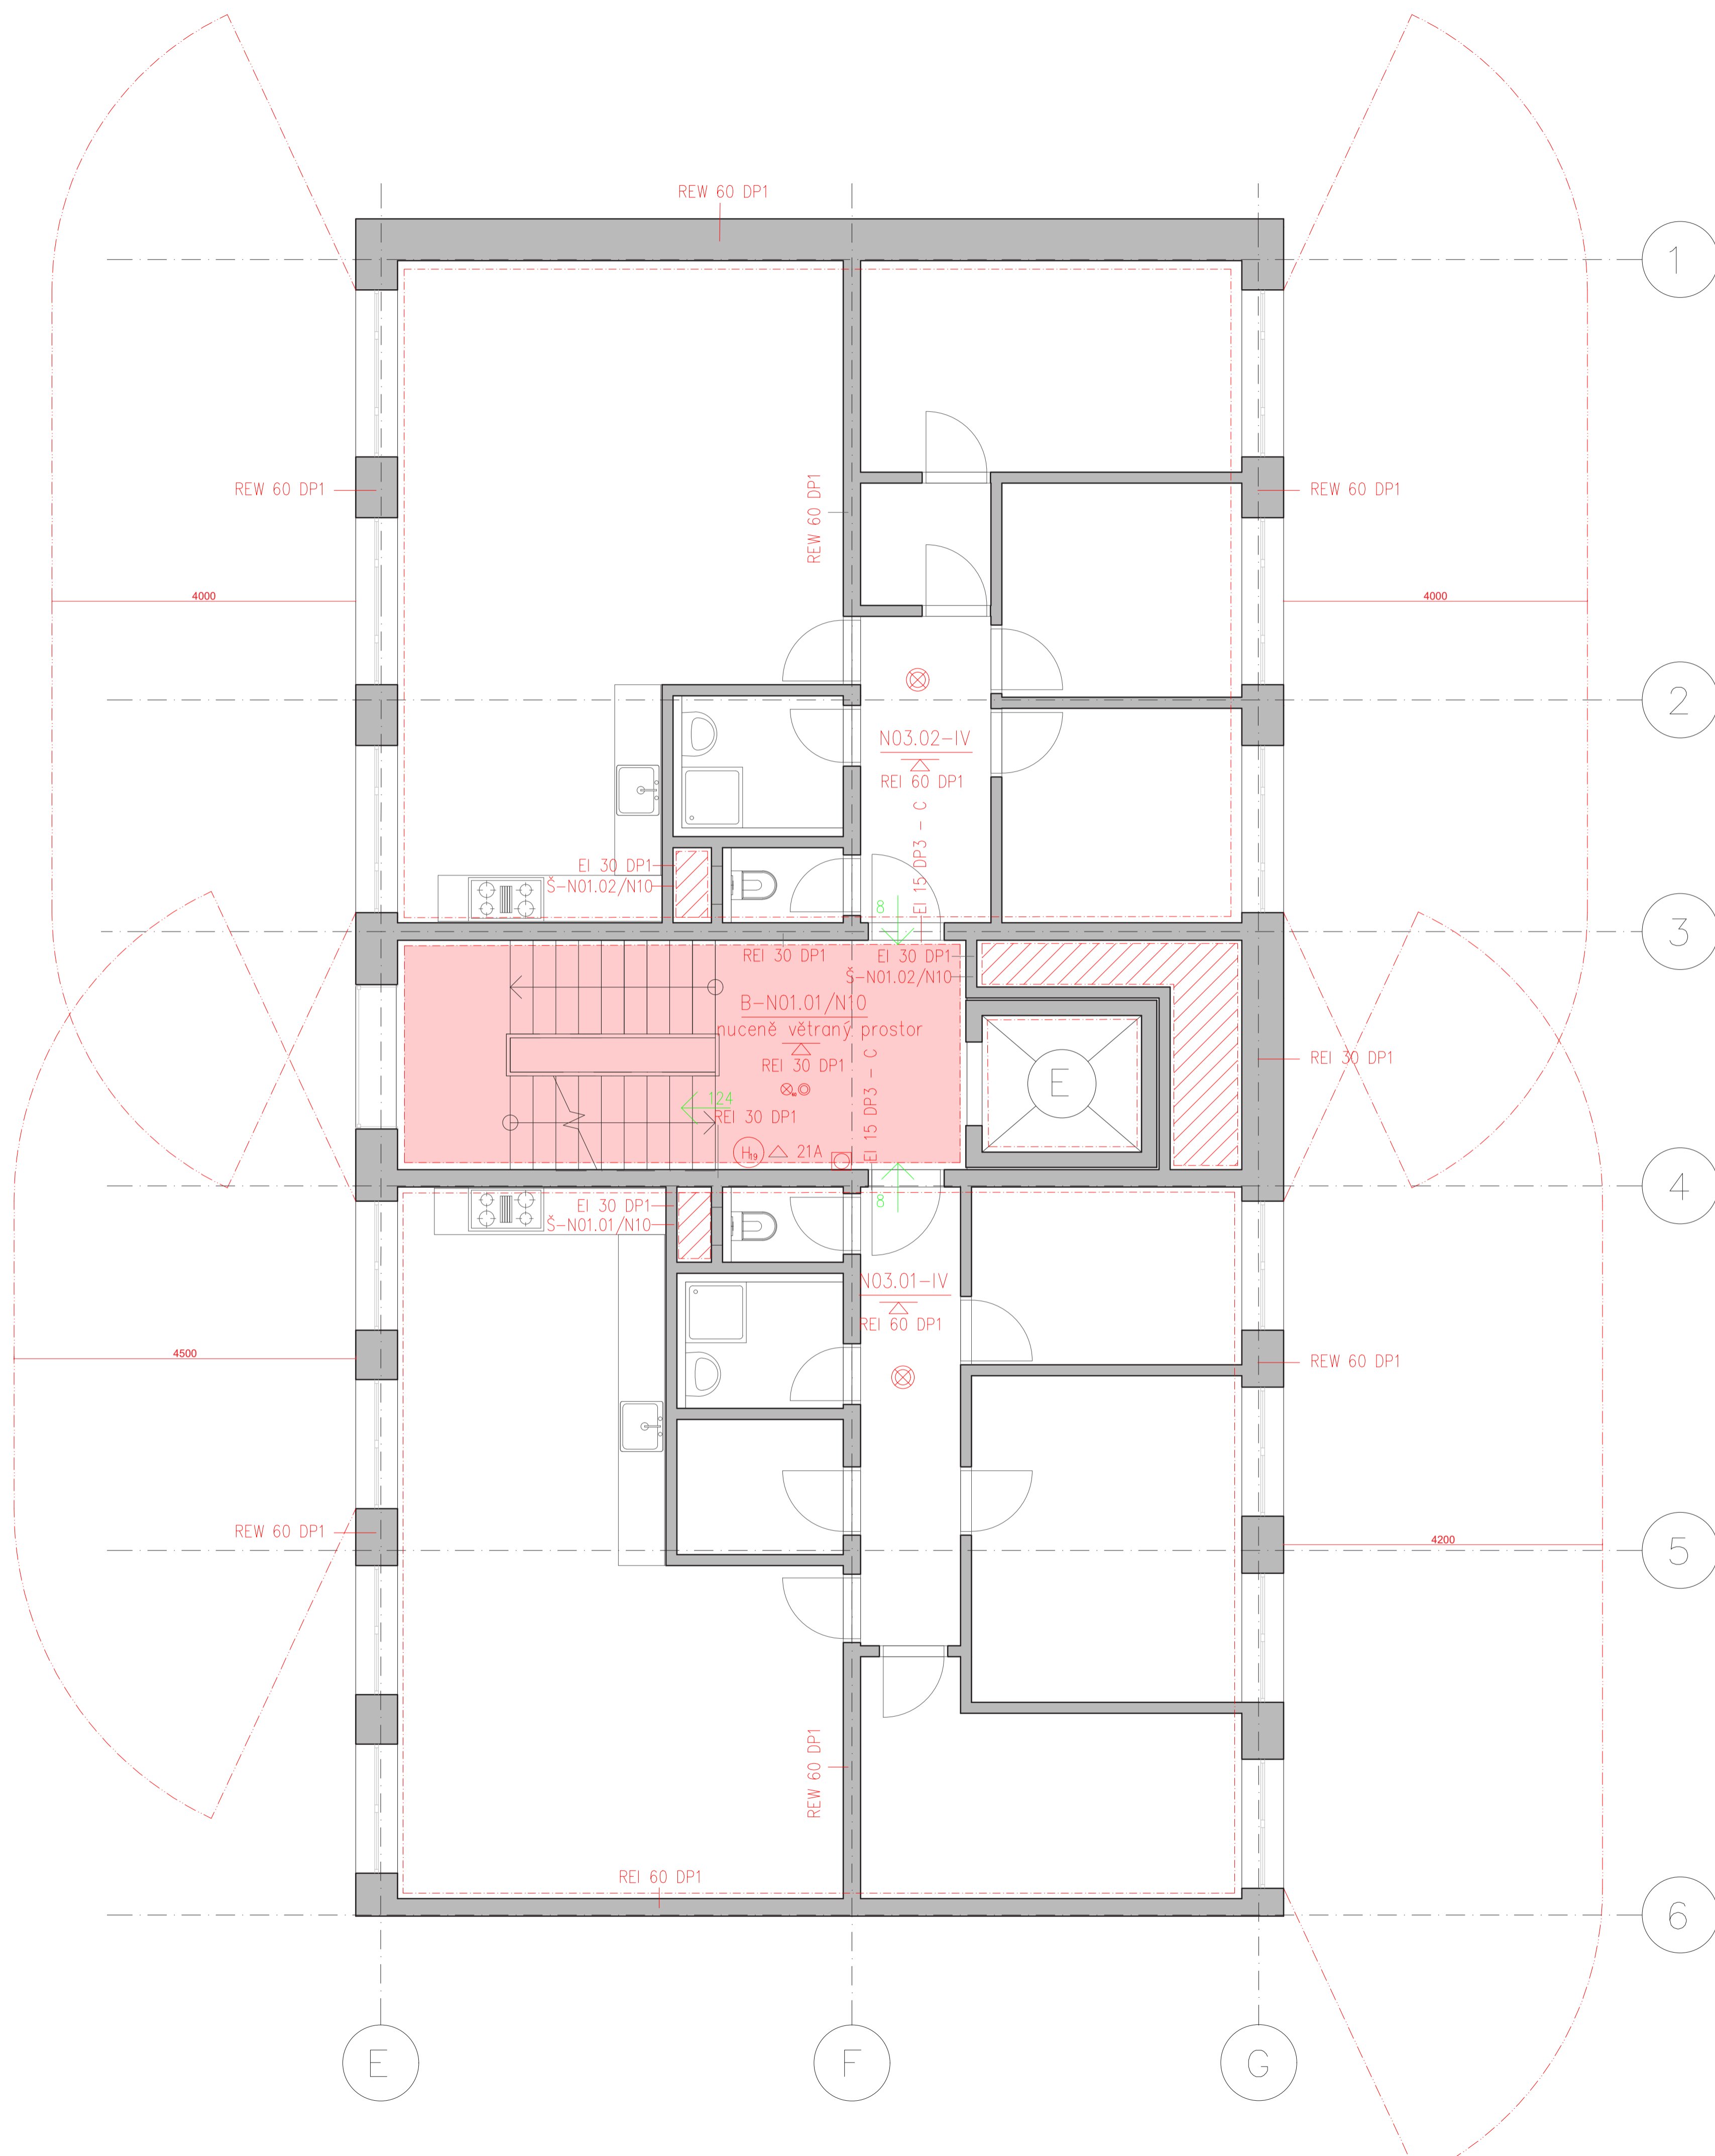 REW 60 DP1
1
REW 60 DP1
REW 60 DP1
REW 60 DP1
4000
4000
2
N03.02-IV
REI 60 DP1
EI 15 DP3 - C
EI 30 DP1
Š-N01.02/N10
8
3
REI 30 DP1
EI 30 DP1
Š-N01.02/N10
B-N01.01/N10
nuceně větraný prostor
REI 30 DP1
EI 15 DP3 - C
REI 30 DP1
E
124
REI 30 DP1
H19
21A
4
8
EI 30 DP1
Š-N01.01/N10
N03.01-IV
REI 60 DP1
4500
REW 60 DP1
REW 60 DP1
4200
5
REW 60 DP1
REI 60 DP1
6
E
F
G